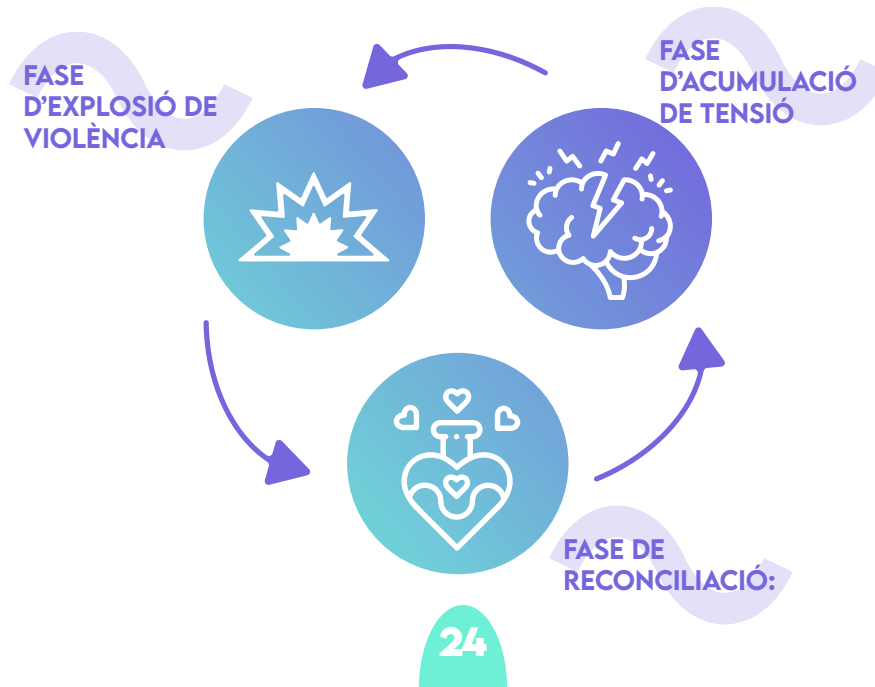 FASE
D'EXPLOSIÓ DE
VIOLÈNCIA
FASE
D'ACUMULACIÓ
DE TENSIÓ
FASE DE
RECONCILIACIÓ:
24